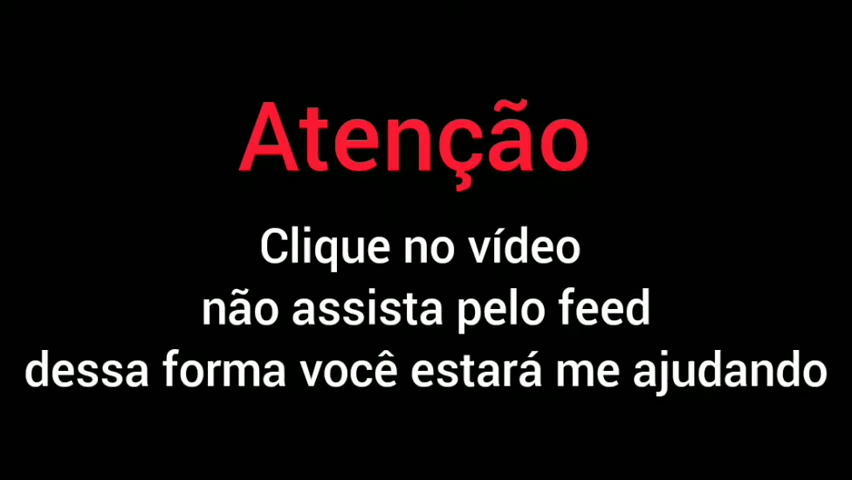 Atenção
Clique no vídeo
não assista pelo feed
dessa forma você estará me ajudando